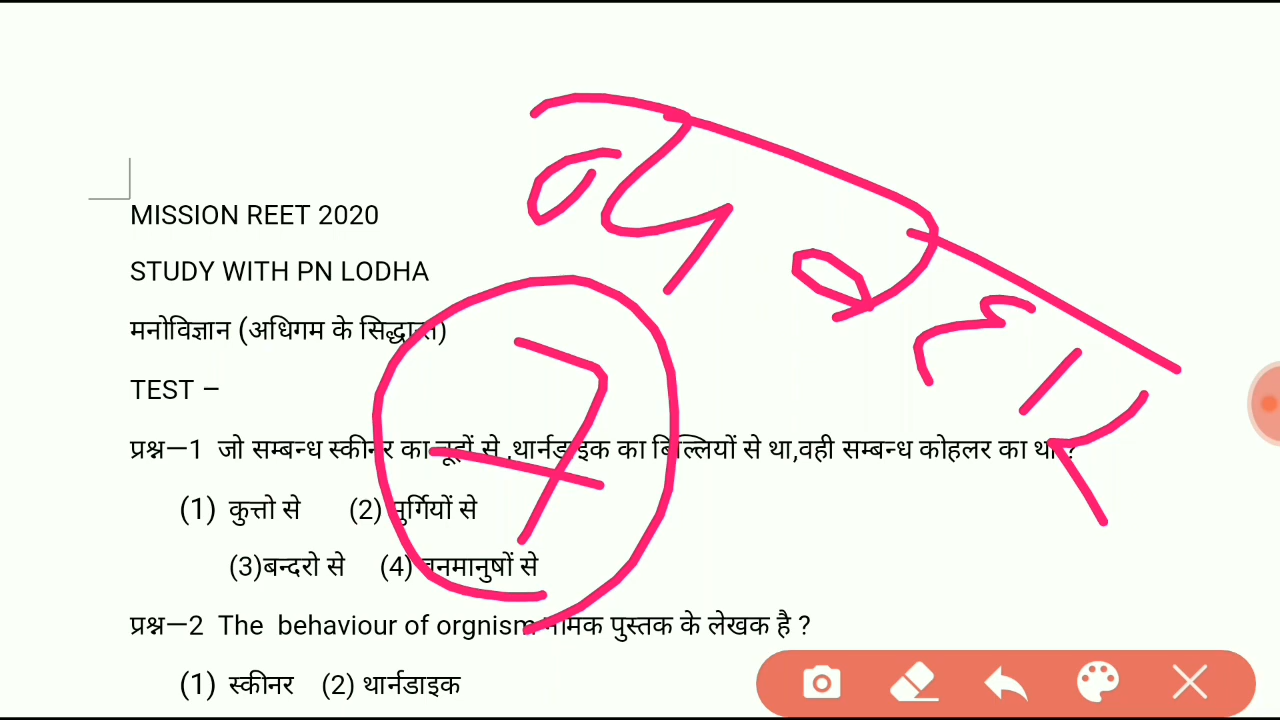 MISSION REET 2020
STUDY WITH PN LODHA
मनोविज्ञान (अधिगम के सिद्धान्त)
TEST –
7
प्रश्न–1 जो सम्बन्ध स्कीनर का चूहों से ,थार्नडाइक का बिल्लियों से था,वही सम्बन्ध कोहलर का था ?
(1) कुत्तो से (2) मुर्गियों से
(3)बन्दरो से (4) वनमानुषों से
प्रश्न–2 The behaviour of orgnism नामक पुस्तक के लेखक है ?
(1) स्कीनर (2) थार्नडाइक